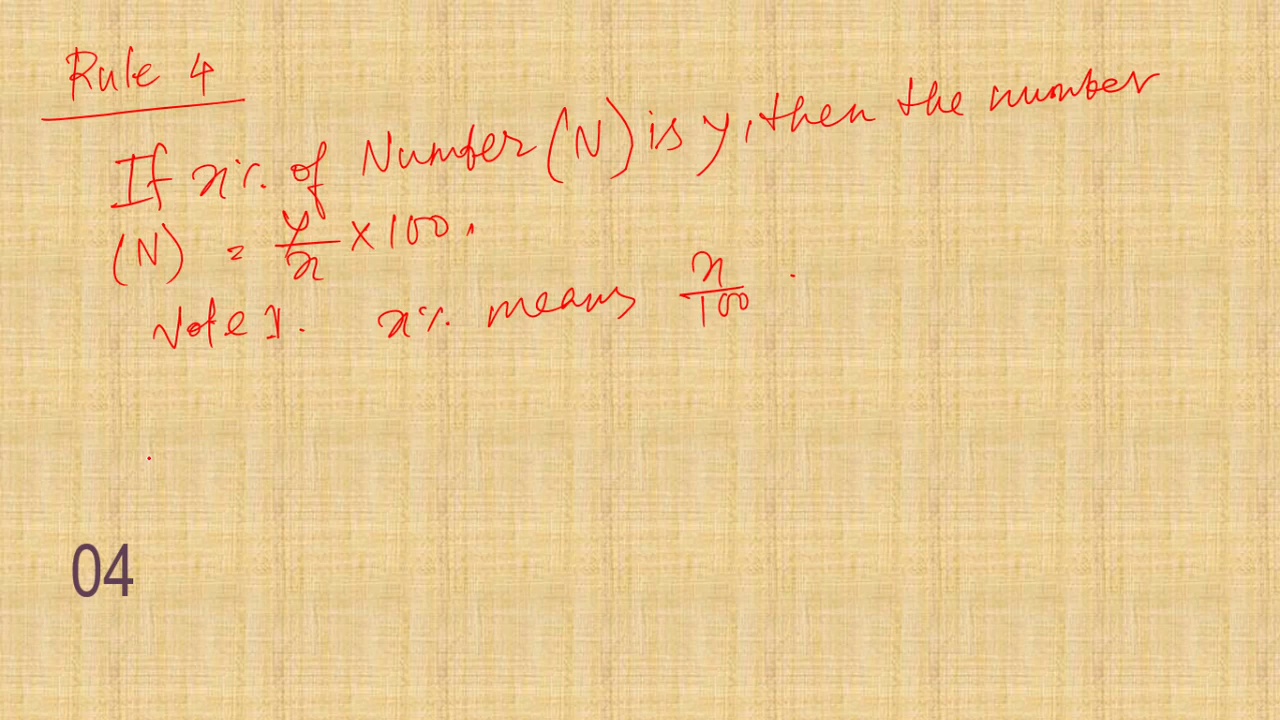 Rule 4
If x% of Number (N) is y, then the number
(N) = y/x × 100.
Note 1. x% means x/100.
04